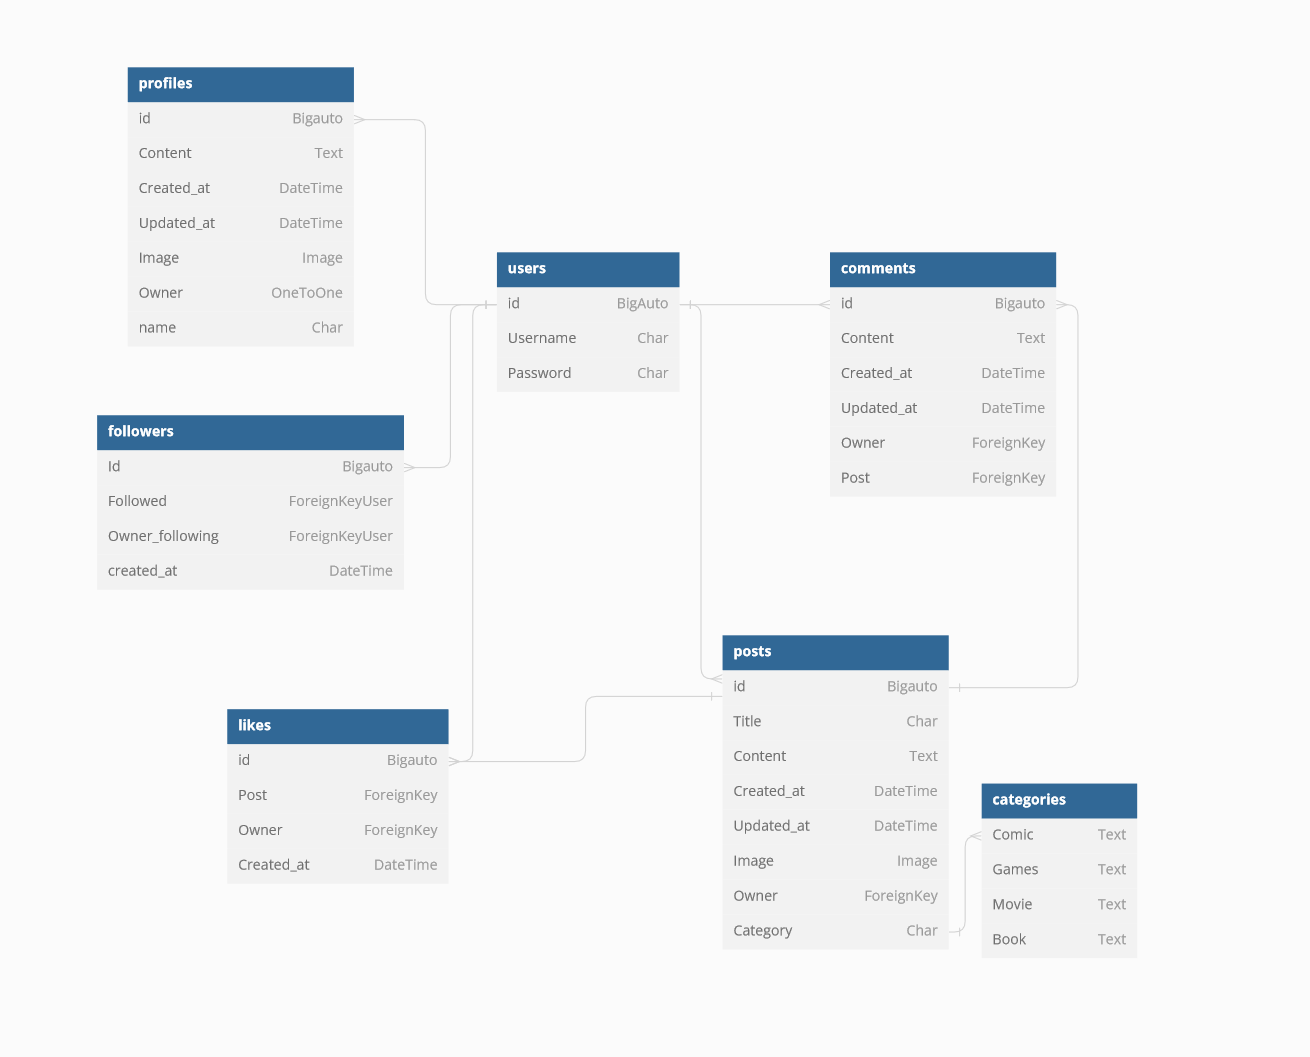 profiles
id Bigauto
Content Text
Created_at DateTime
Updated_at DateTime
Image Image
Owner OneToOne
name Char
users
id BigAuto
Username Char
Password Char
comments
id Bigauto
Content Text
Created_at DateTime
Updated_at DateTime
Owner ForeignKey
Post ForeignKey
followers
Id Bigauto
Followed ForeignKeyUser
Owner_following ForeignKeyUser
created_at DateTime
posts
id Bigauto
Title Char
Content Text
Created_at DateTime
Updated_at DateTime
Image Image
Owner ForeignKey
Category Char
likes
id Bigauto
Post ForeignKey
Owner ForeignKey
Created_at DateTime
categories
Comic Text
Games Text
Movie Text
Book Text